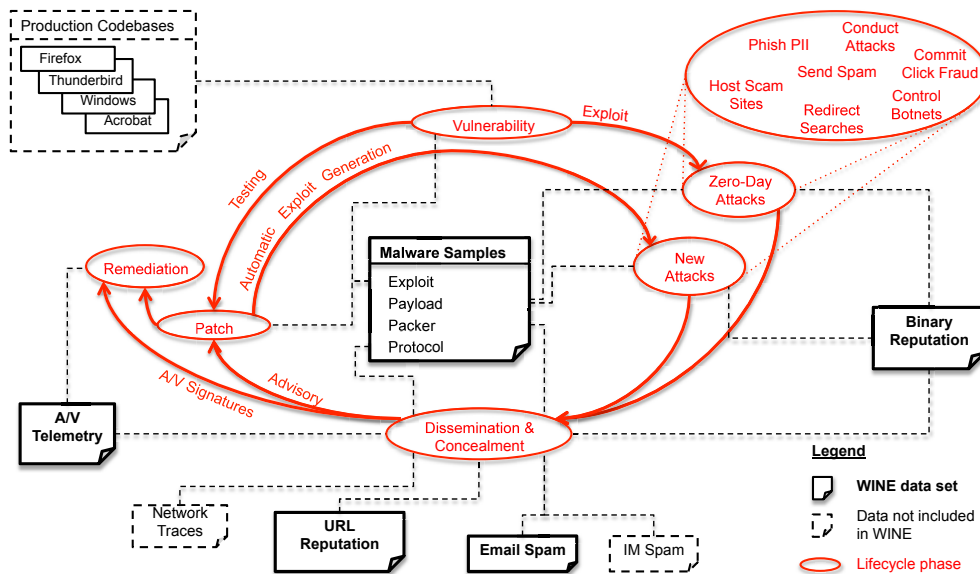 Production Codebases
Firefox
Thunderbird
Windows
Acrobat
Phish PII
Conduct
Attacks
Commit
Click Fraud
Send Spam
Host Scam
Sites
Control
Botnets
Redirect
Searches
Vulnerability
Exploit
Testing
Automatic Exploit Generation
Zero-Day
Attacks
Malware Samples
Exploit
Payload
Packer
Protocol
New
Attacks
Remediation
Patch
Binary
Reputation
A/V Signatures
Advisory
A/V
Telemetry
Dissemination &
Concealment
Network
Traces
URL
Reputation
Email Spam
IM Spam
Legend
WINE data set
Data not included
in WINE
Lifecycle phase